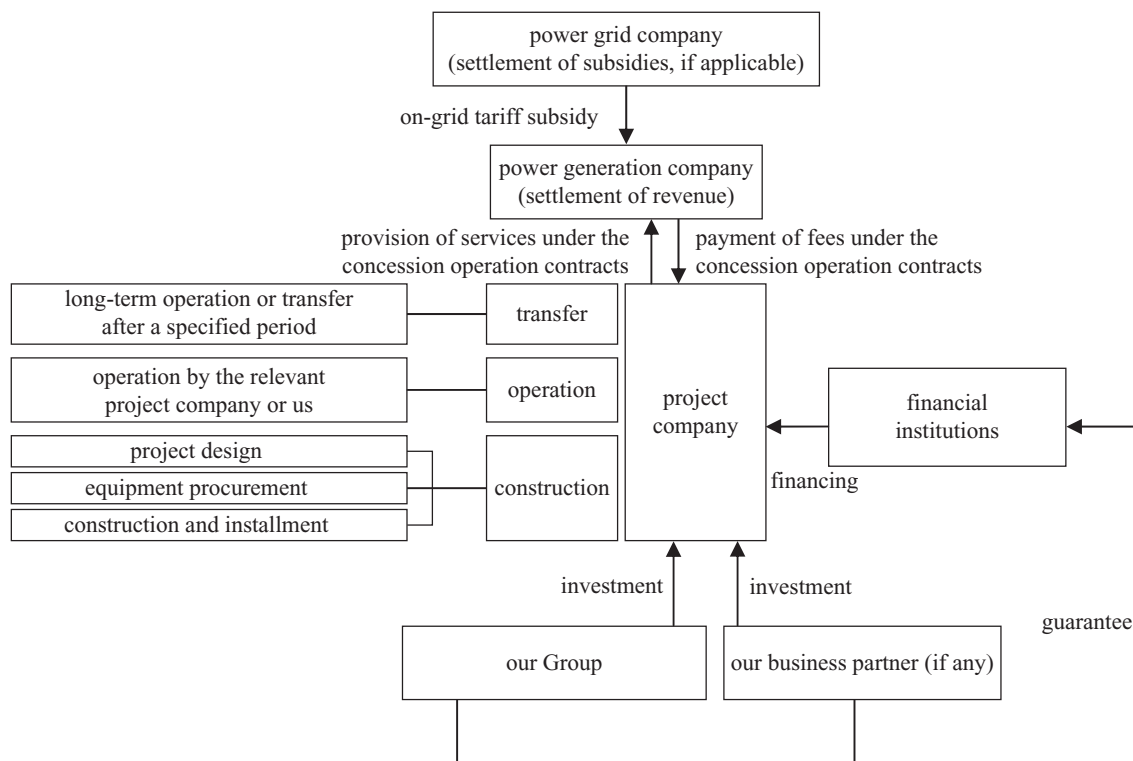 power grid company
(settlement of subsidies, if applicable)
on-grid tariff subsidy
power generation company
(settlement of revenue)
provision of services under the
concession operation contracts
payment of fees under the
concession operation contracts
long-term operation or transfer
after a specified period
transfer
operation by the relevant
project company or us
operation
project
company
financial
institutions
project design
equipment procurement
construction and installment
construction
financing
investment
investment
guarantee
our Group
our business partner (if any)